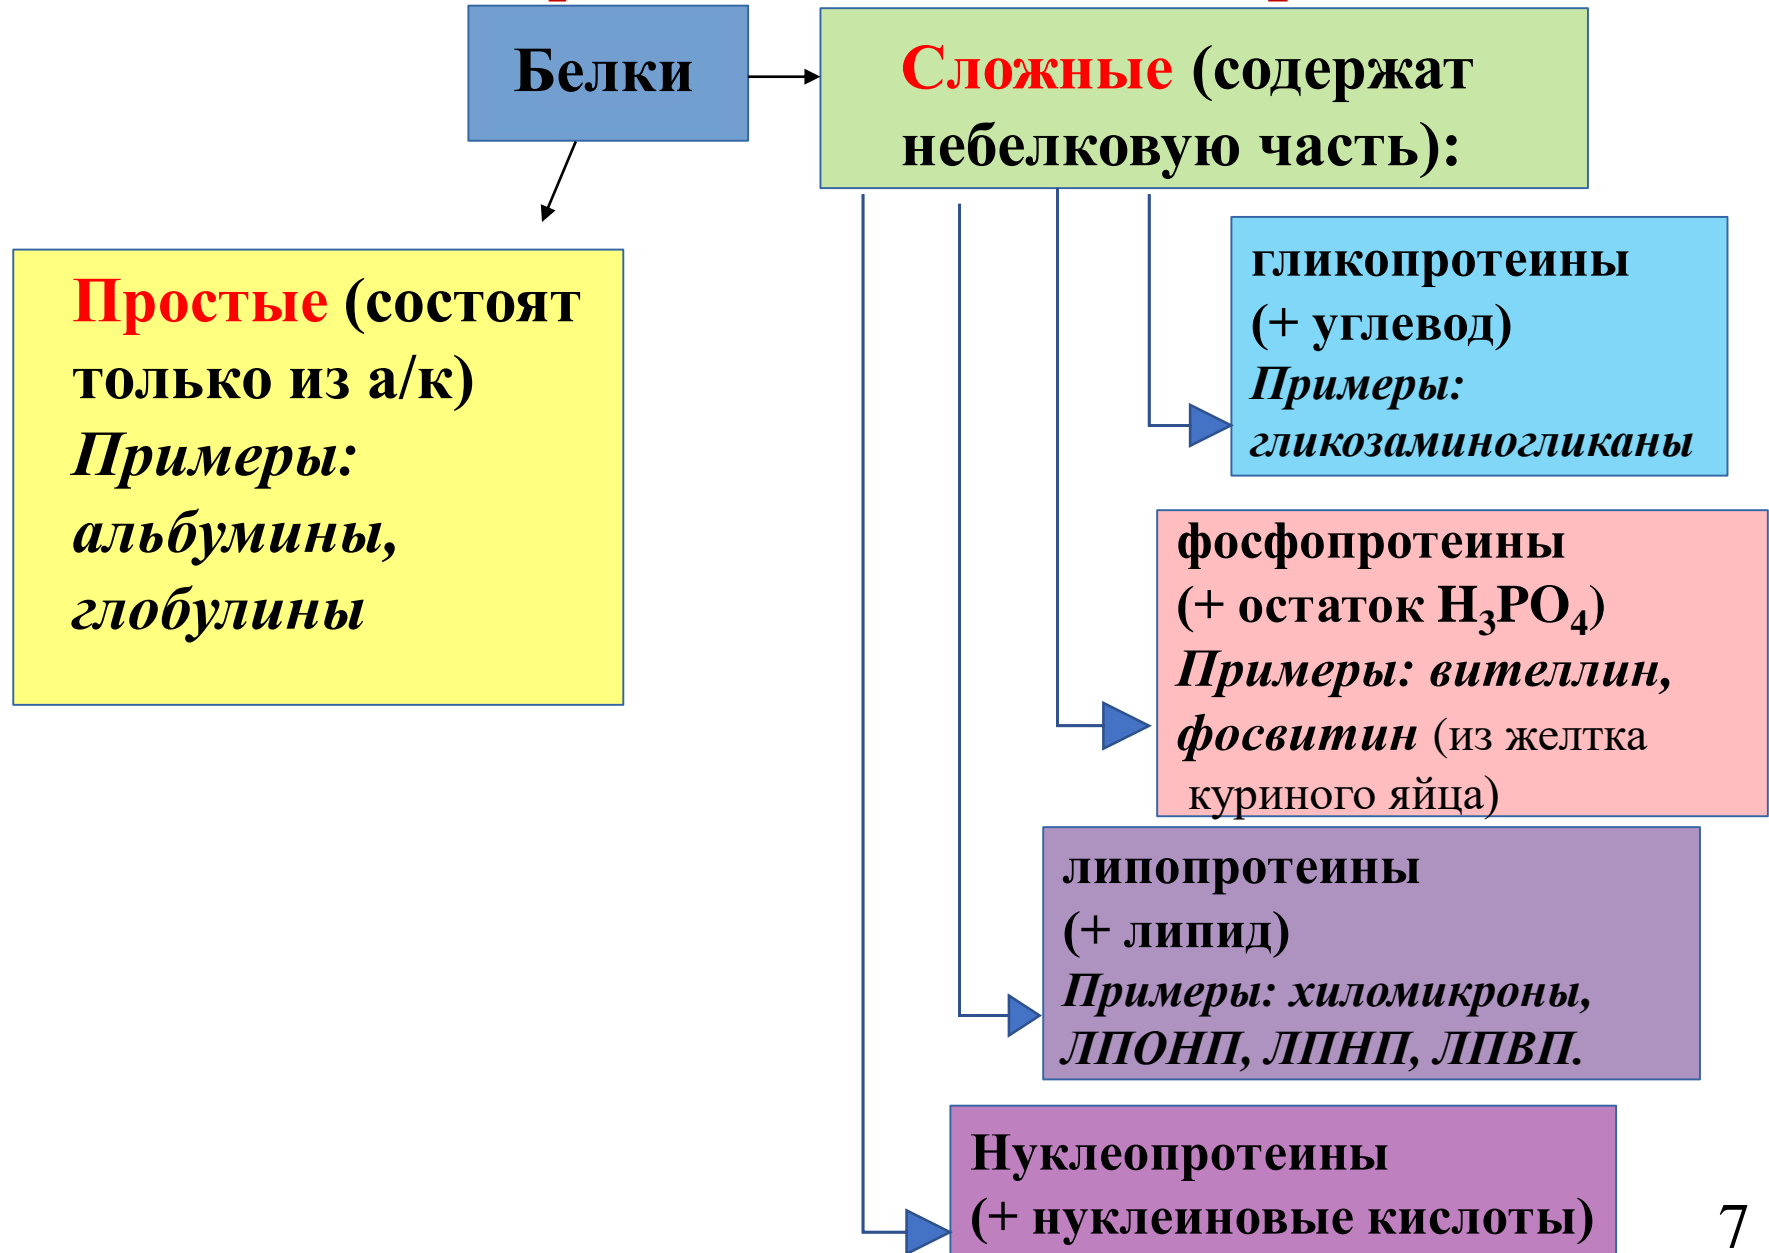 Белки
Сложные (содержат
небелковую часть):
Простые (состоят
только из а/к)
Примеры:
альбумины,
глобулины
гликопротеины
(+ углевод)
Примеры:
гликозаминогликаны
фосфопротеины
(+ остаток H₃PO₄)
Примеры: вителлин,
фосвитин (из желтка
куриного яйца)
липопротеины
(+ липид)
Примеры: хиломикроны,
ЛПОНП, ЛПНП, ЛПВП.
Нуклеопротеины
(+ нуклеиновые кислоты)
7